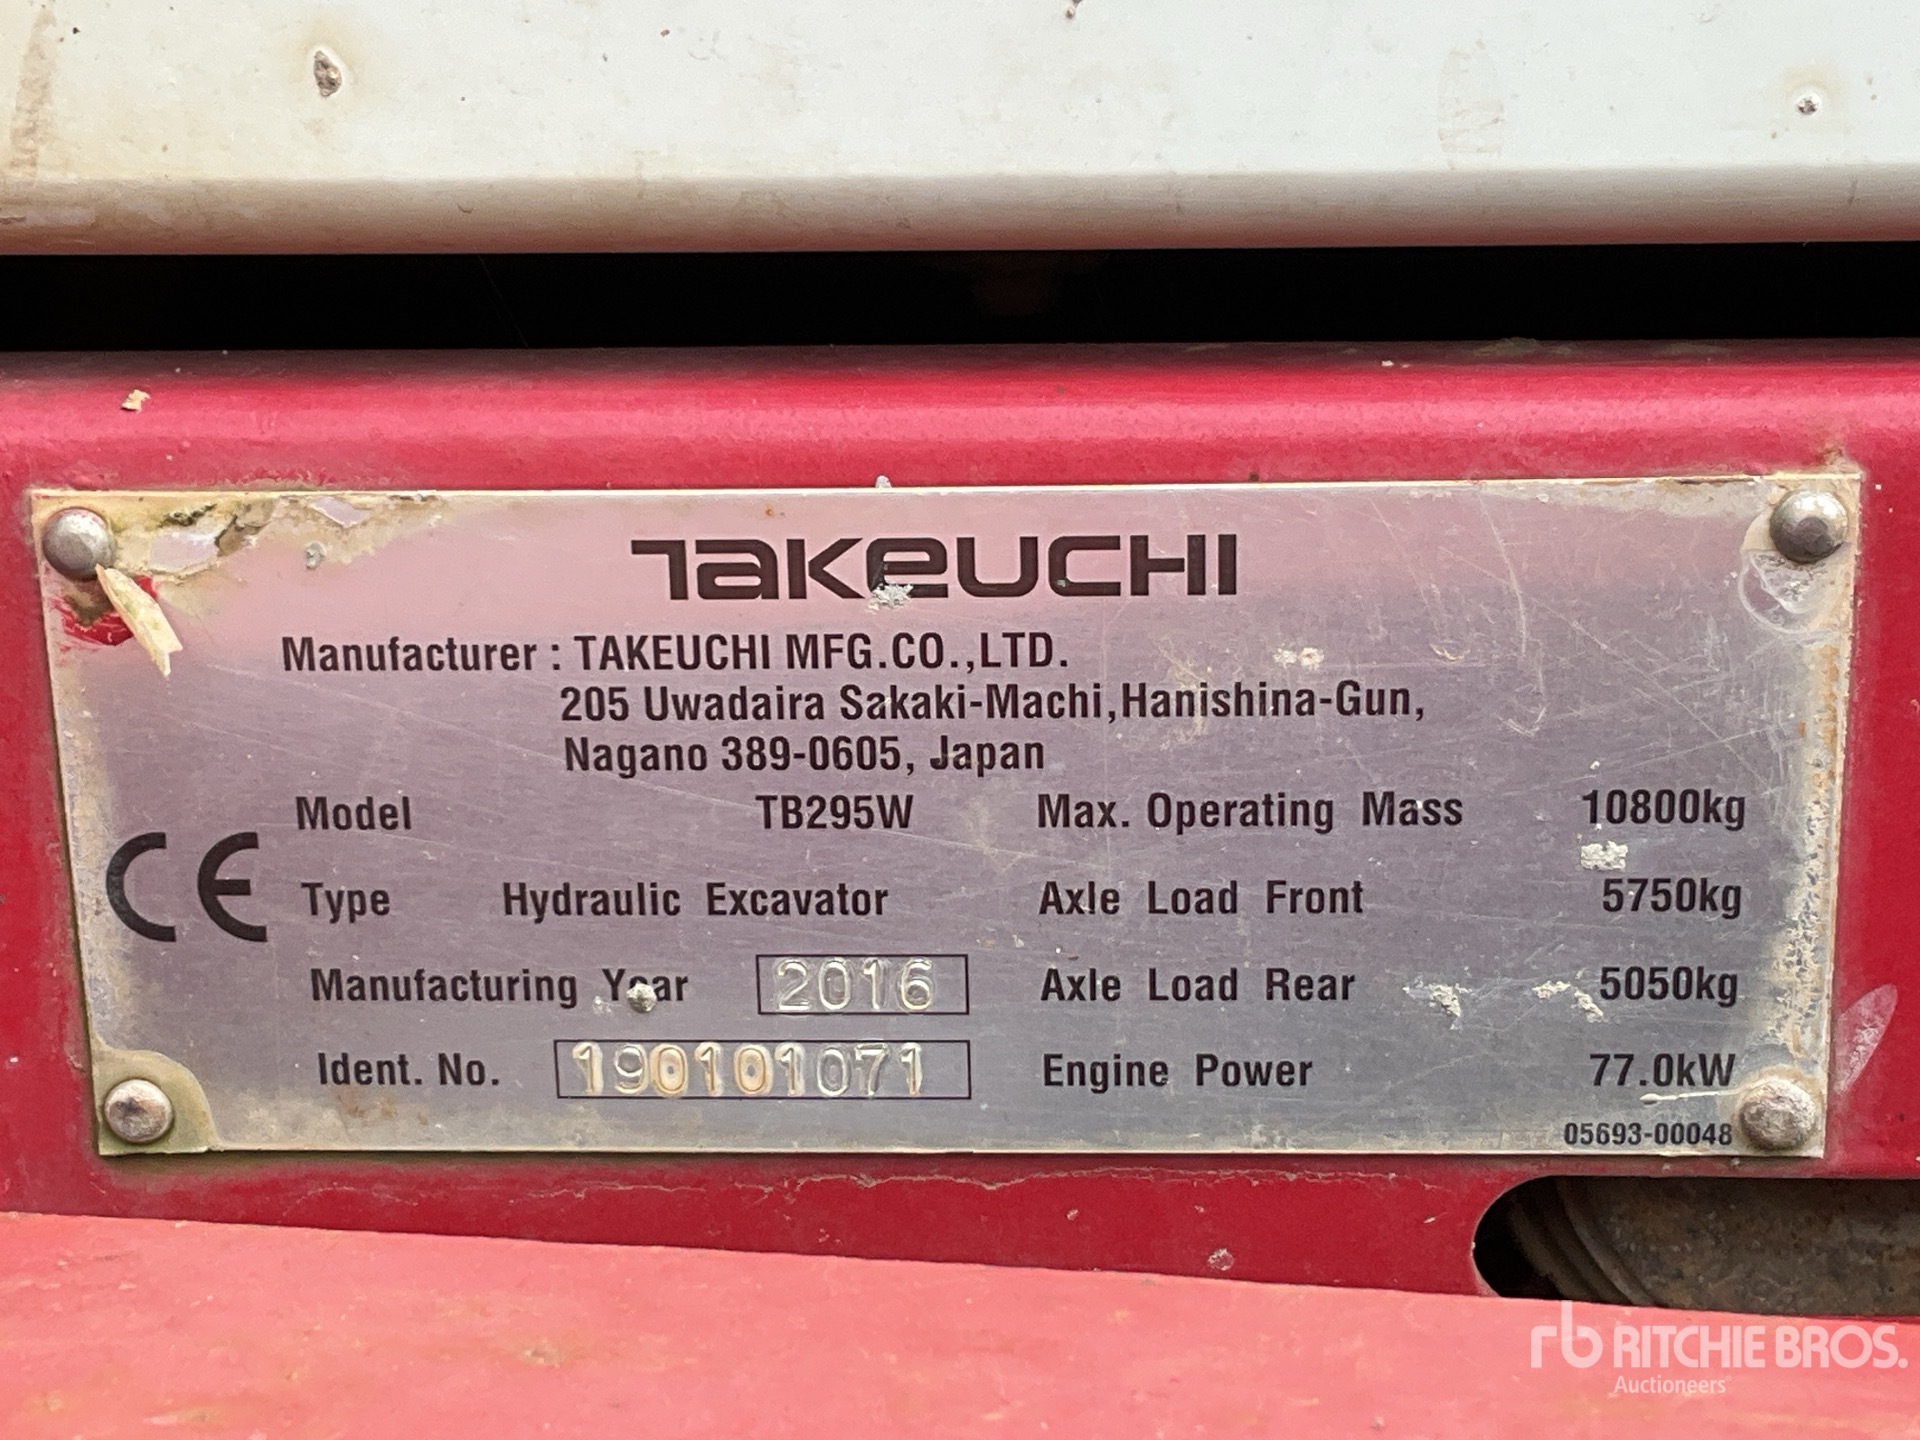 TAKEUCHI
Manufacturer : TAKEUCHI MFG.CO.,LTD.
205 Uwadaira Sakaki-Machi,Hanishina-Gun,
Nagano 389-0605, Japan
Model TB295W Max. Operating Mass 10800kg
CE
Type Hydraulic Excavator Axle Load Front 5750kg
Manufacturing Year 2016 Axle Load Rear 5050kg
Ident. No. 190101071 Engine Power 77.0kW
05693-00048
rb RITCHIE BROS.
Auctioneers